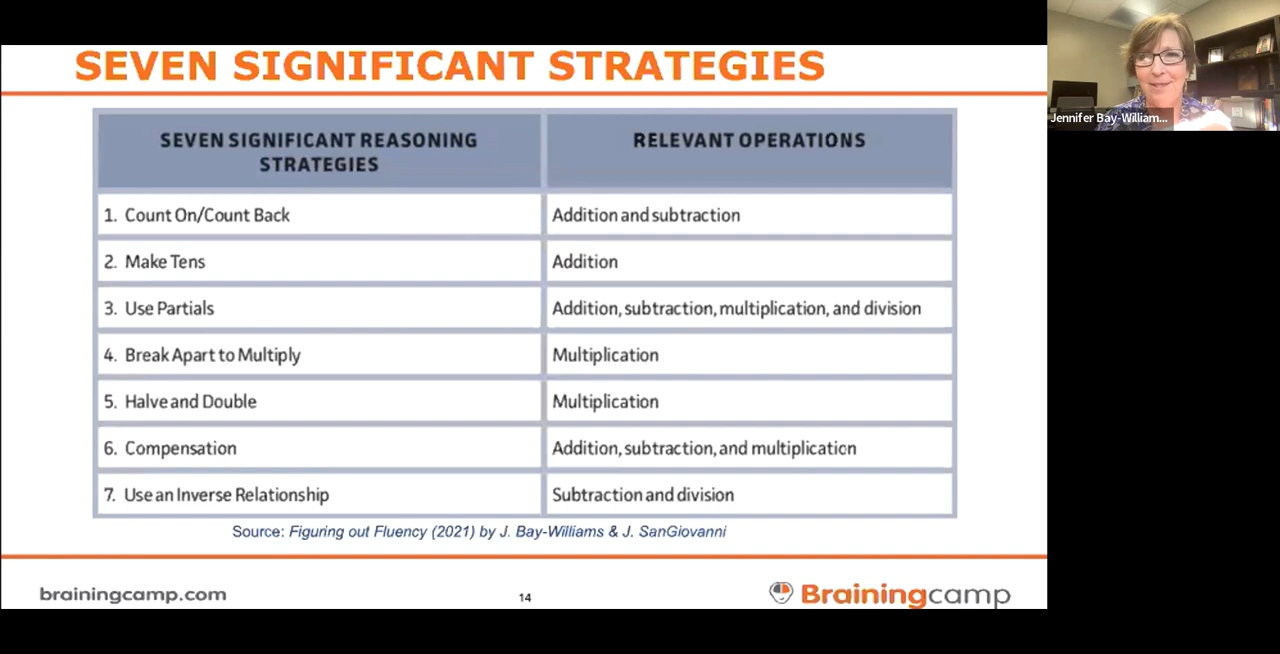 SEVEN SIGNIFICANT STRATEGIES
SEVEN SIGNIFICANT REASONING
STRATEGIES
RELEVANT OPERATIONS
1. Count On/Count Back
Addition and subtraction
2. Make Tens
Addition
3. Use Partials
Addition, subtraction, multiplication, and division
4. Break Apart to Multiply
Multiplication
5. Halve and Double
Multiplication
6. Compensation
Addition, subtraction, and multiplication
7. Use an Inverse Relationship
Subtraction and division
Source: Figuring out Fluency (2021) by J. Bay-Williams & J. SanGiovanni
brainingcamp.com
14
Brainingcamp
Jennifer Bay-William...